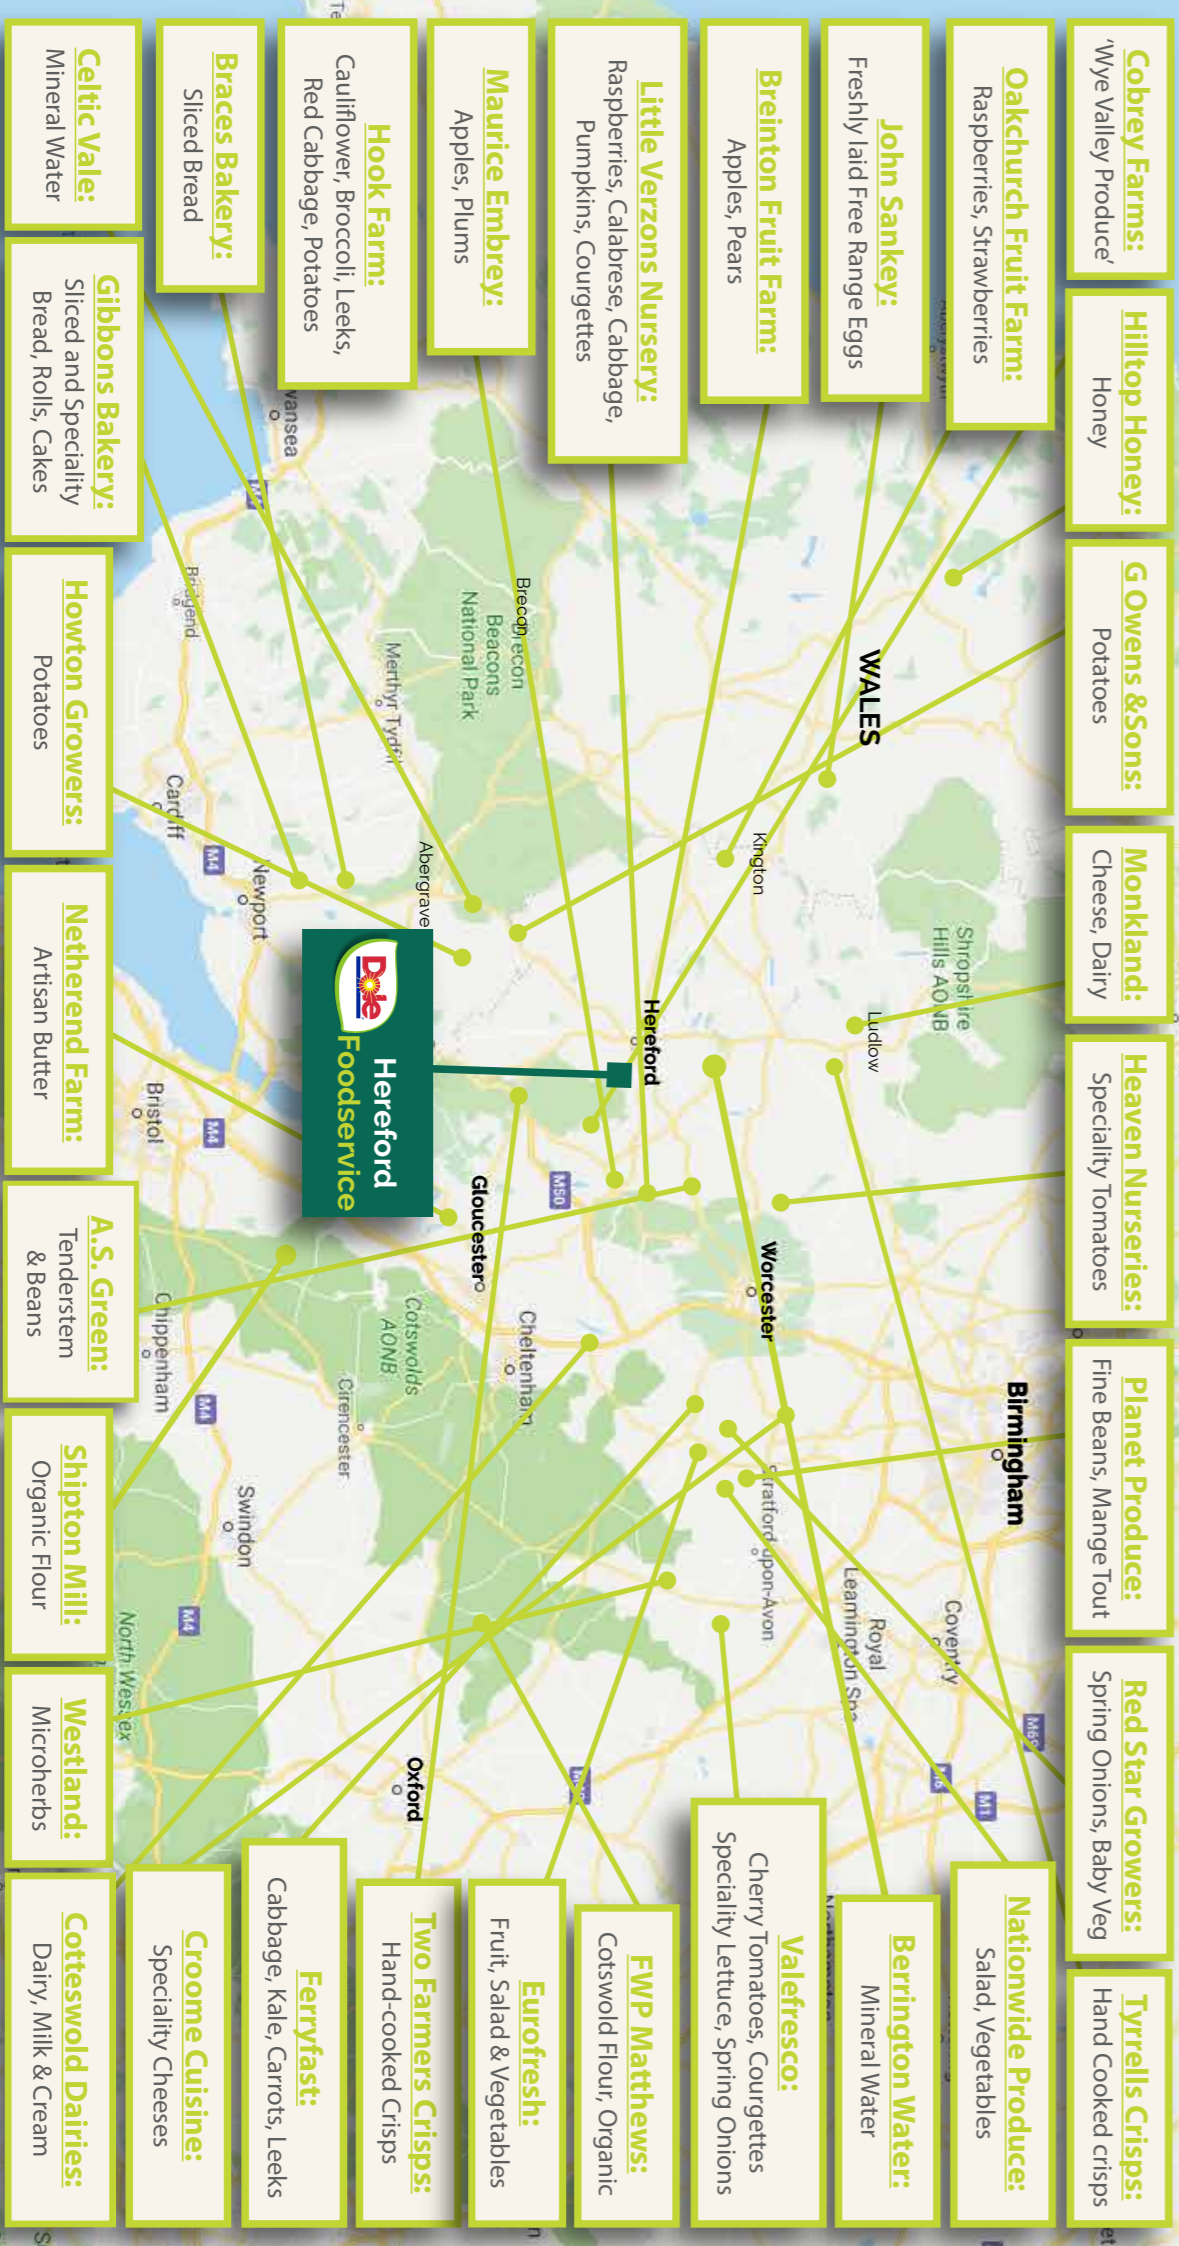 Cobrey Farms:
'Wye Valley Produce'
Hilltop Honey:
Honey
G Owens &Sons:
Potatoes
Monkland:
Cheese, Dairy
Heaven Nurseries:
Speciality Tomatoes
Planet Produce:
Fine Beans, Mange Tout
Red Star Growers:
Spring Onions, Baby Veg
Tyrrells Crisps:
Hand Cooked crisps
Oakchurch Fruit Farm:
Raspberries, Strawberries
John Sankey:
Freshly laid Free Range Eggs
Breinton Fruit Farm:
Apples, Pears
Little Verzons Nursery:
Raspberries, Calabrese, Cabbage,
Pumpkins, Courgettes
Maurice Embrey:
Apples, Plums
Hook Farm:
Cauliflower, Broccoli, Leeks,
Red Cabbage, Potatoes
Braces Bakery:
Sliced Bread
Nationwide Produce:
Salad, Vegetables
Berrington Water:
Mineral Water
Valefresco:
Cherry Tomatoes, Courgettes
Speciality Lettuce, Spring Onions
FWP Matthews:
Cotswold Flour, Organic
Eurofresh:
Fruit, Salad & Vegetables
Two Farmers Crisps:
Hand-cooked Crisps
Ferryfast:
Cabbage, Kale, Carrots, Leeks
Croome Cuisine:
Speciality Cheeses
Celtic Vale:
Mineral Water
Gibbons Bakery:
Sliced and Speciality
Bread, Rolls, Cakes
Howton Growers:
Potatoes
Netherend Farm:
Artisan Butter
A.S. Green:
Tenderstem
& Beans
Shipton Mill:
Organic Flour
Westland:
Microherbs
Cotteswold Dairies:
Dairy, Milk & Cream
WALES
Shropshire
Hills AONB
Birmingham
Coventry
M69
M6
M1
Ludlow
Royal
Leamington Spa
Kington
Worcester
Stratford-upon-Avon
Hereford
M50
Brecon
Brecon
Beacons
National Park
Cheltenham
Gloucester
Merthyr Tydfil
Abergrave
Cotswolds
AONB
Oxford
Dole
Hereford
Foodservice
Cirencester
Swindon
Newport
M4
M4
M4
M4
M4
Bridgend
Cardiff
Bristol
Chippenham
North Wessex